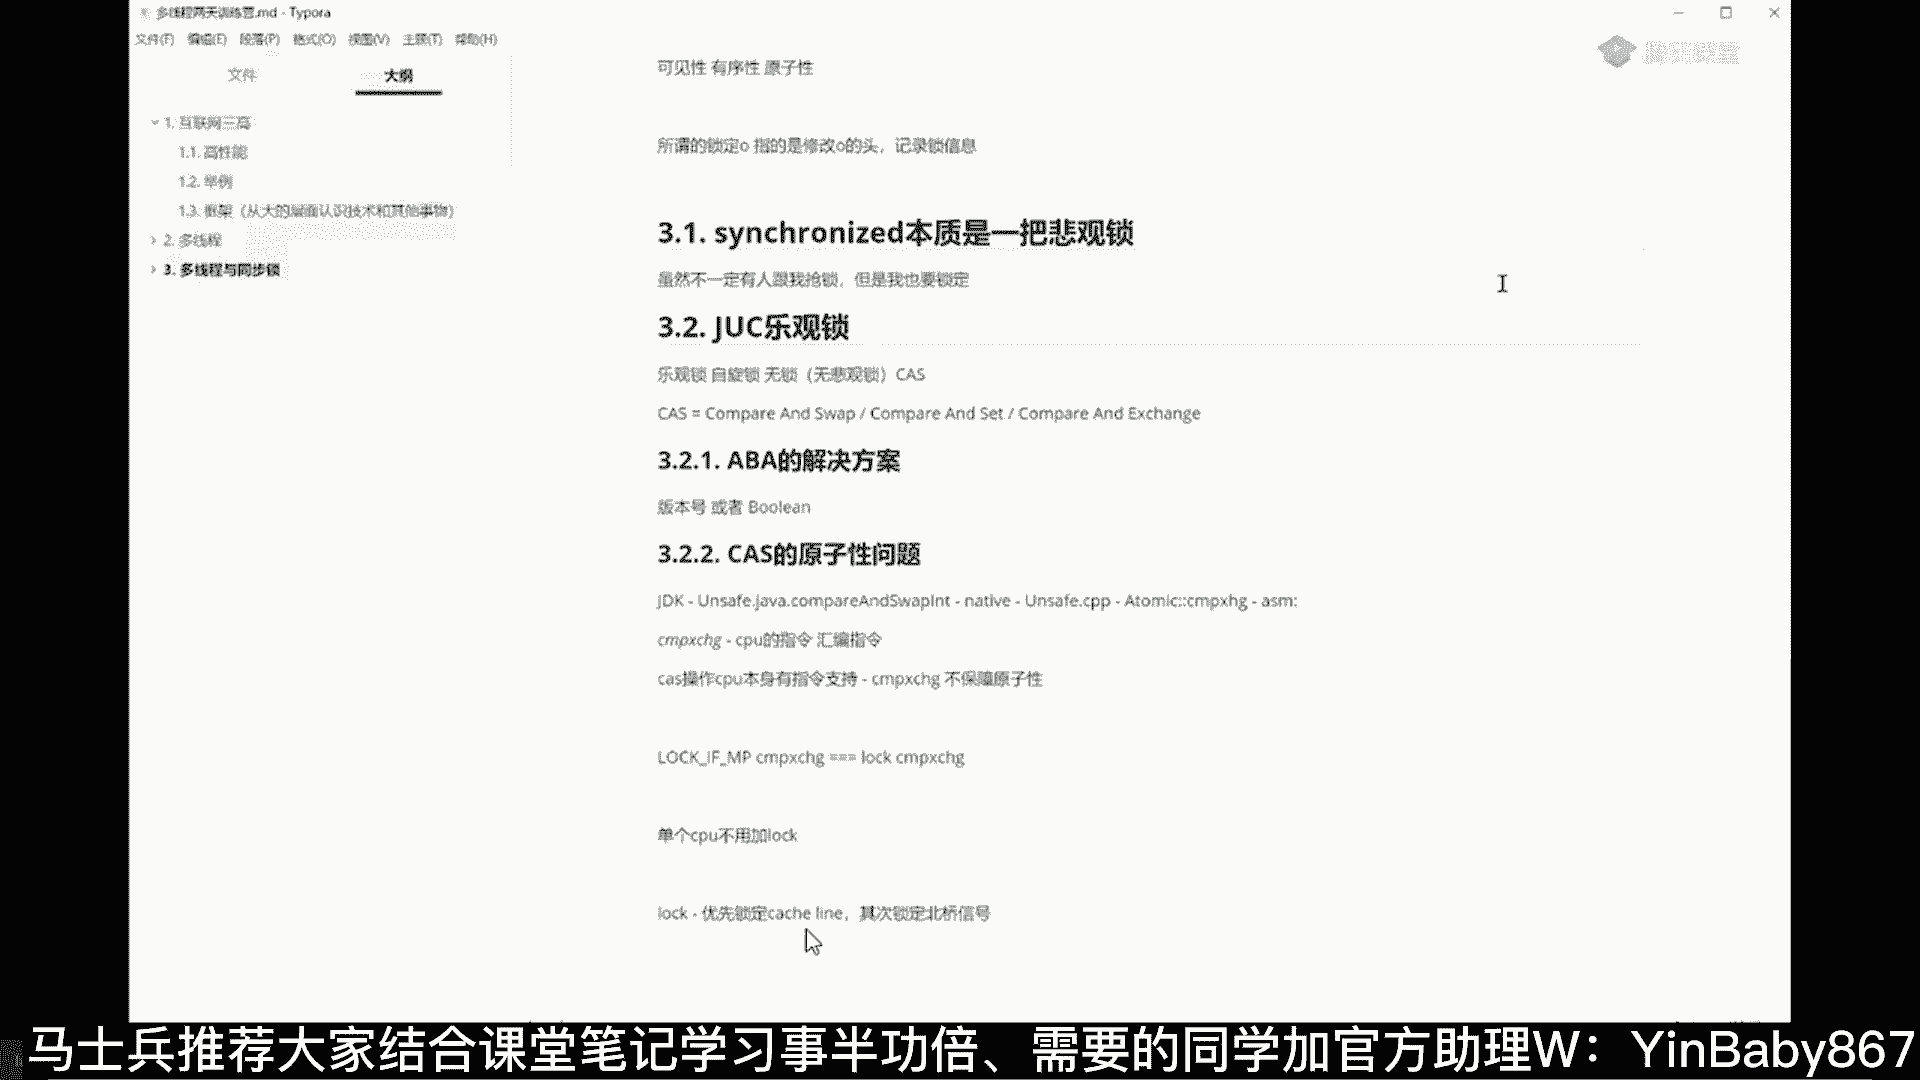 多线程两天训练营.md - Typora
文件(F) 编辑(E) 段落(P) 格式(O) 视图(V) 主题(T) 帮助(H)
文件 大纲
1. 互联网三高
1.1. 高性能
1.2. 举例
1.3. 框架（从大的层面认识技术和其他事物）
2. 多线程
3. 多线程与同步锁
可见性 有序性 原子性
所谓的锁定o 指的是修改o的头，记录锁信息
3.1. synchronized本质是一把悲观锁
虽然不一定有人跟我抢锁，但是我也要锁定
3.2. JUC乐观锁
乐观锁 自旋锁 无锁（无悲观锁）CAS
CAS = Compare And Swap / Compare And Set / Compare And Exchange
3.2.1. ABA的解决方案
版本号 或者 Boolean
3.2.2. CAS的原子性问题
JDK - Unsafe.java.compareAndSwapInt - native - Unsafe.cpp - Atomic::cmpxhg - asm:
cmpxchg - cpu的指令 汇编指令
cas操作cpu本身有指令支持 - cmpxchg 不保障原子性
LOCK_IF_MP cmpxchg === lock cmpxchg
单个cpu不用加lock
lock - 优先锁定cache line，其次锁定北桥信号
马士兵推荐大家结合课堂笔记学习事半功倍、需要的同学加官方助理W：YinBaby867